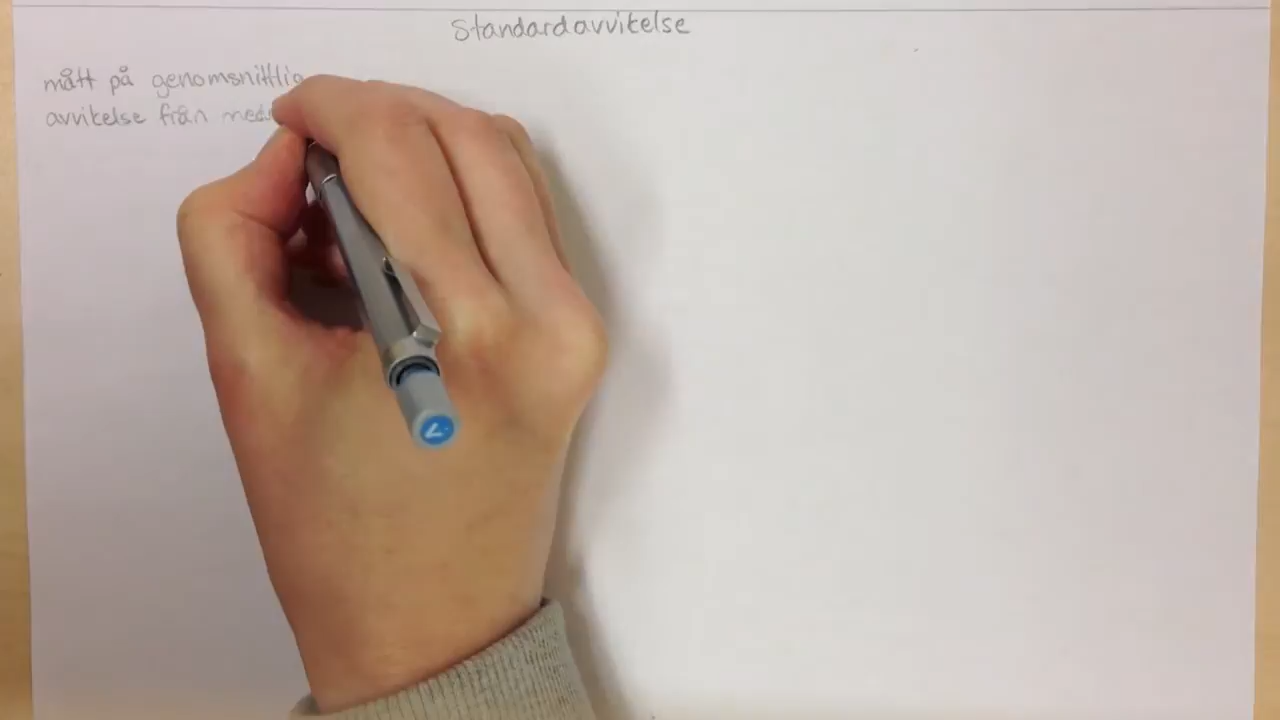 Standardavvikelse
mått på genomsnittlig
avvikelse från